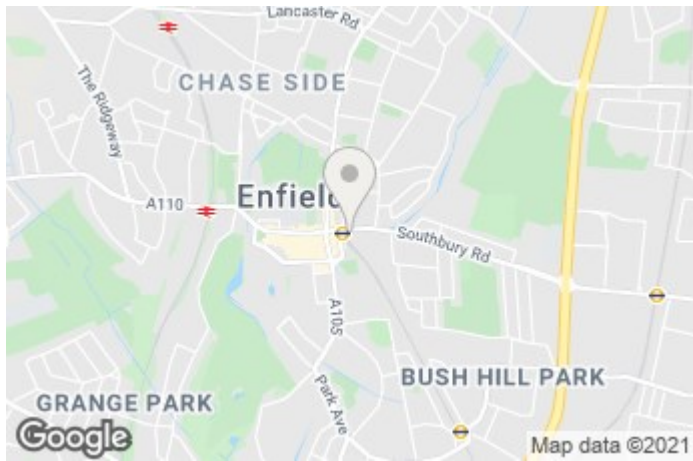 Lancaster Rd
CHASE SIDE
The Ridgeway
Enfield
A110
Southbury Rd
A105
Park Ave
BUSH HILL PARK
GRANGE PARK
Google
Map data ©2021